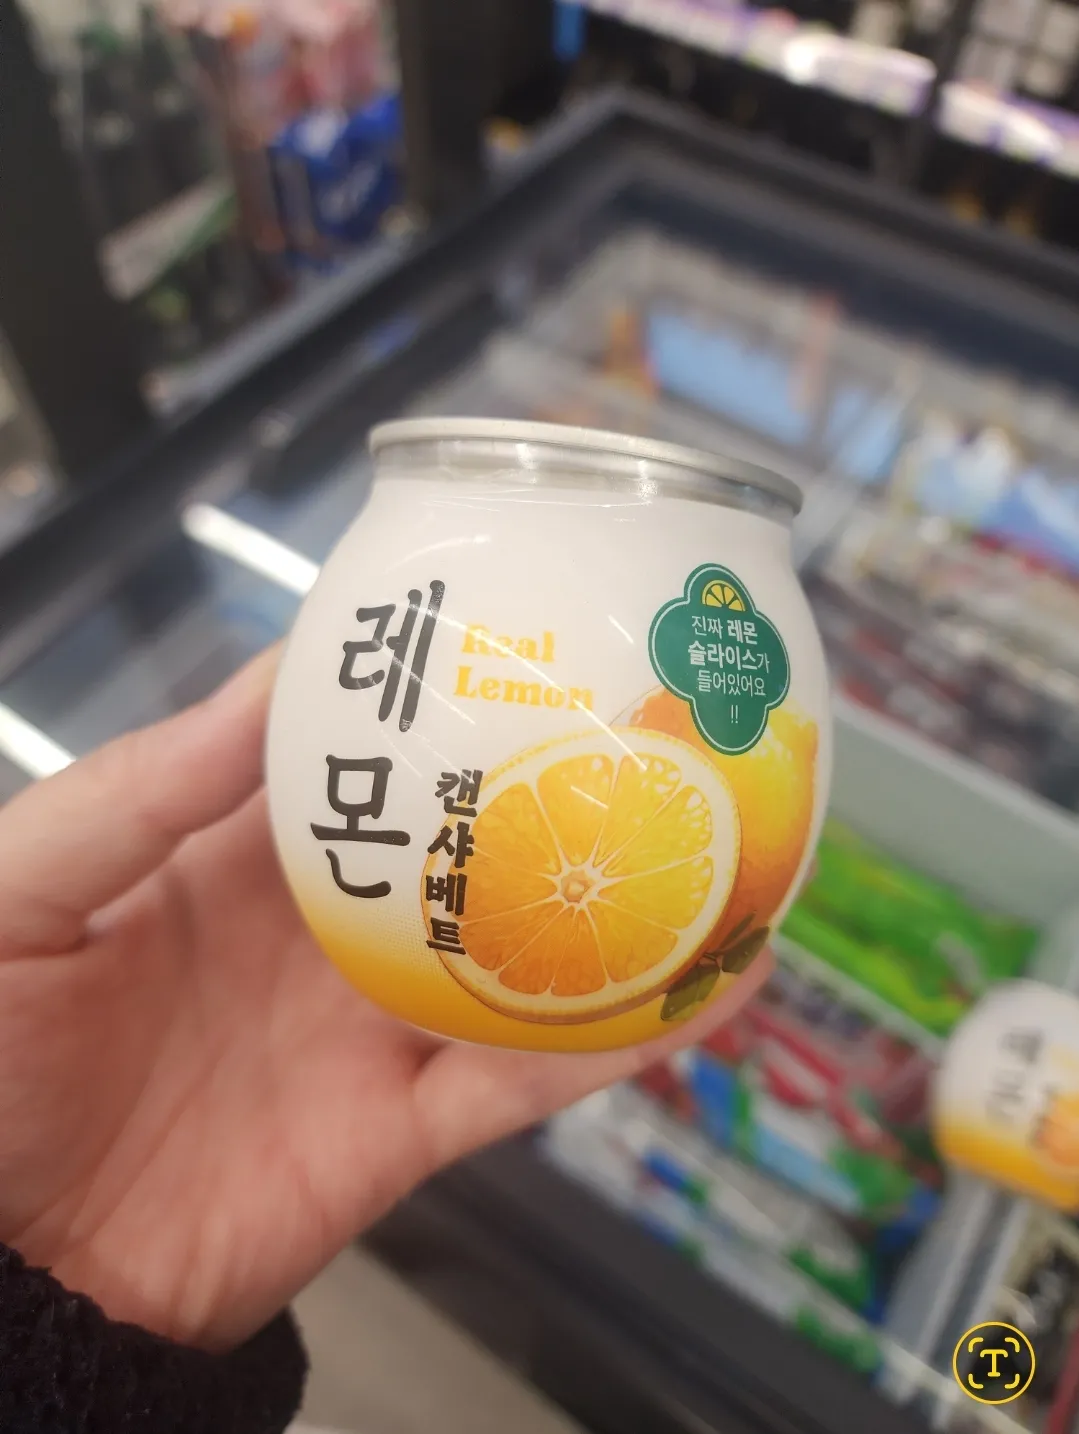 레몬
Real
Lemon
캔샤베트
진짜 레몬
슬라이스가
들어있어요
!!